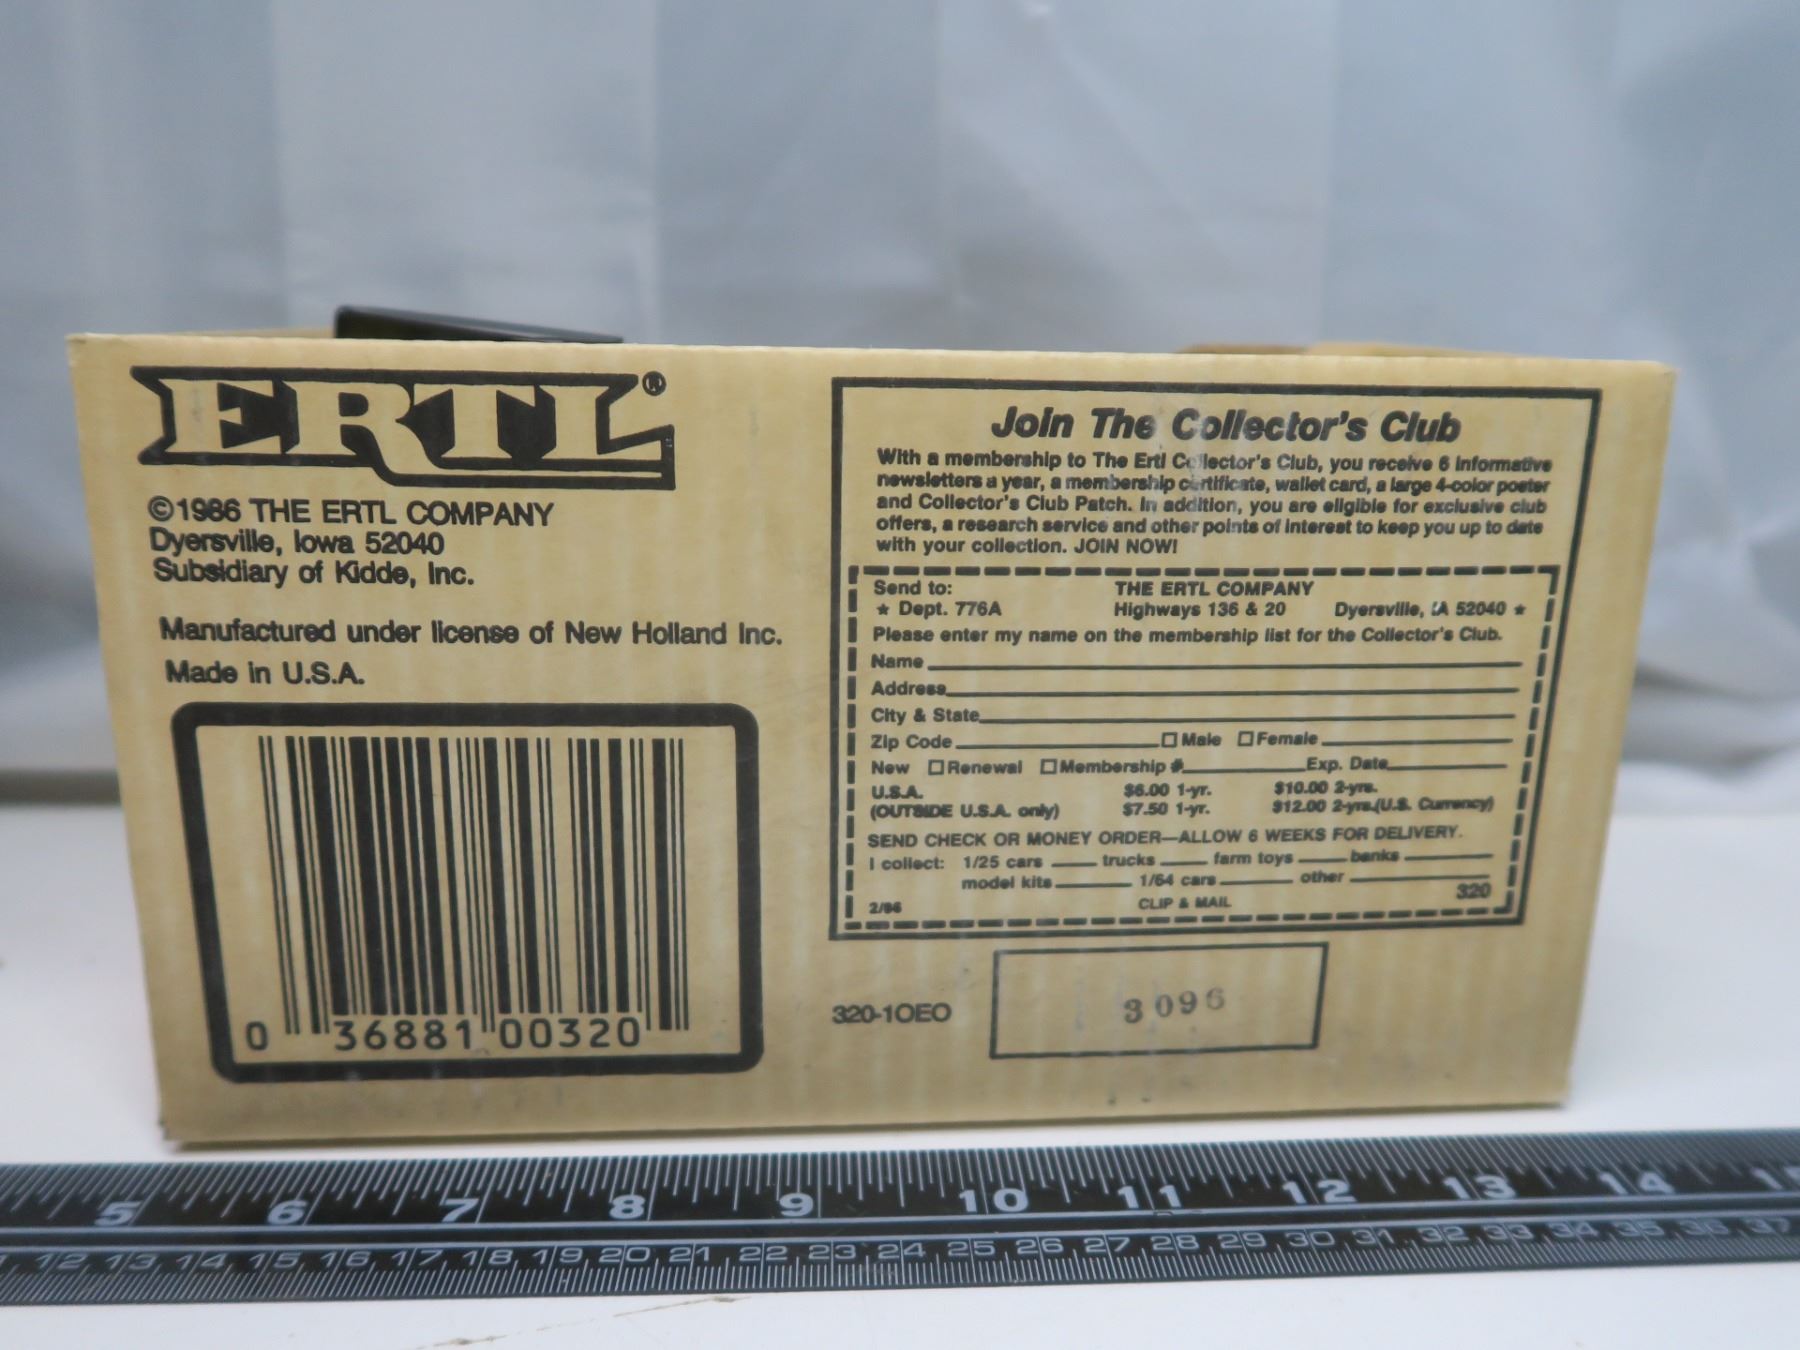 ERTL®
©1986 THE ERTL COMPANY
Dyersville, Iowa 52040
Subsidiary of Kidde, Inc.
Manufactured under license of New Holland Inc.
Made in U.S.A.
0 36881 00320
Join The Collector's Club
With a membership to The Ertl Collector's Club, you receive 6 informative
newsletters a year, a membership certificate, wallet card, a large 4-color poster
and Collector's Club Patch. In addition, you are eligible for exclusive club
offers, a research service and other points of interest to keep you up to date
with your collection. JOIN NOW!
Send to: THE ERTL COMPANY
★ Dept. 776A Highways 136 & 20 Dyersville, IA 52040 ★
Please enter my name on the membership list for the Collector's Club.
Name
Address
City & State
Zip Code □ Male □ Female
New □ Renewal □ Membership # Exp. Date
U.S.A. $6.00 1-yr. $10.00 2-yrs.
(OUTSIDE U.S.A. only) $7.50 1-yr. $12.00 2-yrs.(U.S. Currency)
SEND CHECK OR MONEY ORDER—ALLOW 6 WEEKS FOR DELIVERY.
I collect: 1/25 cars trucks farm toys banks
model kits 1/64 cars other
2/86 CLIP & MAIL 320
320-1OEO 3096
5 6 7 8 9 10 11 12 13 14 15
12 13 14 15 16 17 18 19 20 21 22 23 24 25 26 27 28 29 30 31 32 33 34 35 36 37